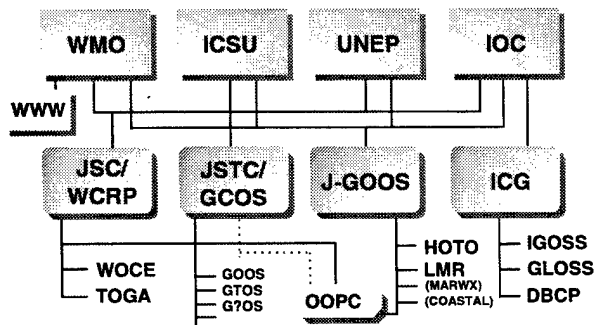 WMO
ICSU
UNEP
IOC
WWW
JSC/
WCRP
JSTC/
GCOS
J-GOOS
ICG
WOCE
TOGA
GOOS
GTOS
G?OS
OOPC
HOTO
LMR
(MARWX)
(COASTAL)
IGOSS
GLOSS
DBCP